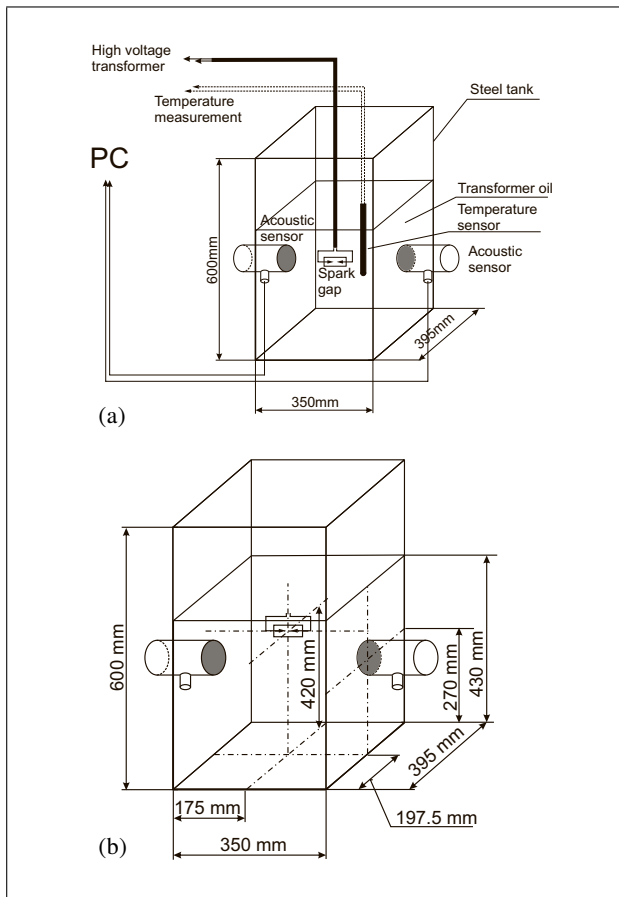 High voltage
transformer
Temperature
measurement
Steel tank
PC
Transformer oil
Acoustic
sensor
Temperature
sensor
Acoustic
sensor
600mm
Spark
gap
395mm
350mm
(a)
600 mm
420 mm
270 mm
430 mm
395 mm
175 mm
197.5 mm
350 mm
(b)